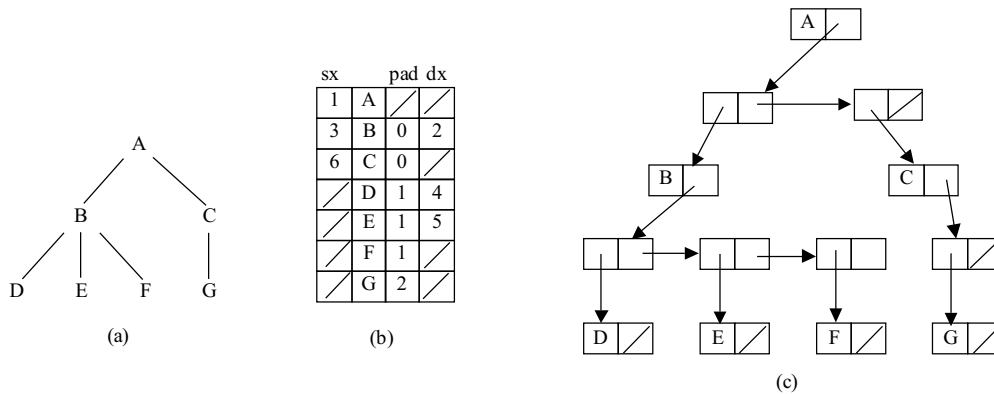 A
B C
D E F G
(a)
sx pad dx
1 A
3 B 0 2
6 C 0
D 1 4
E 1 5
F 1
G 2
(b)
A
B C
D E F G
(c)